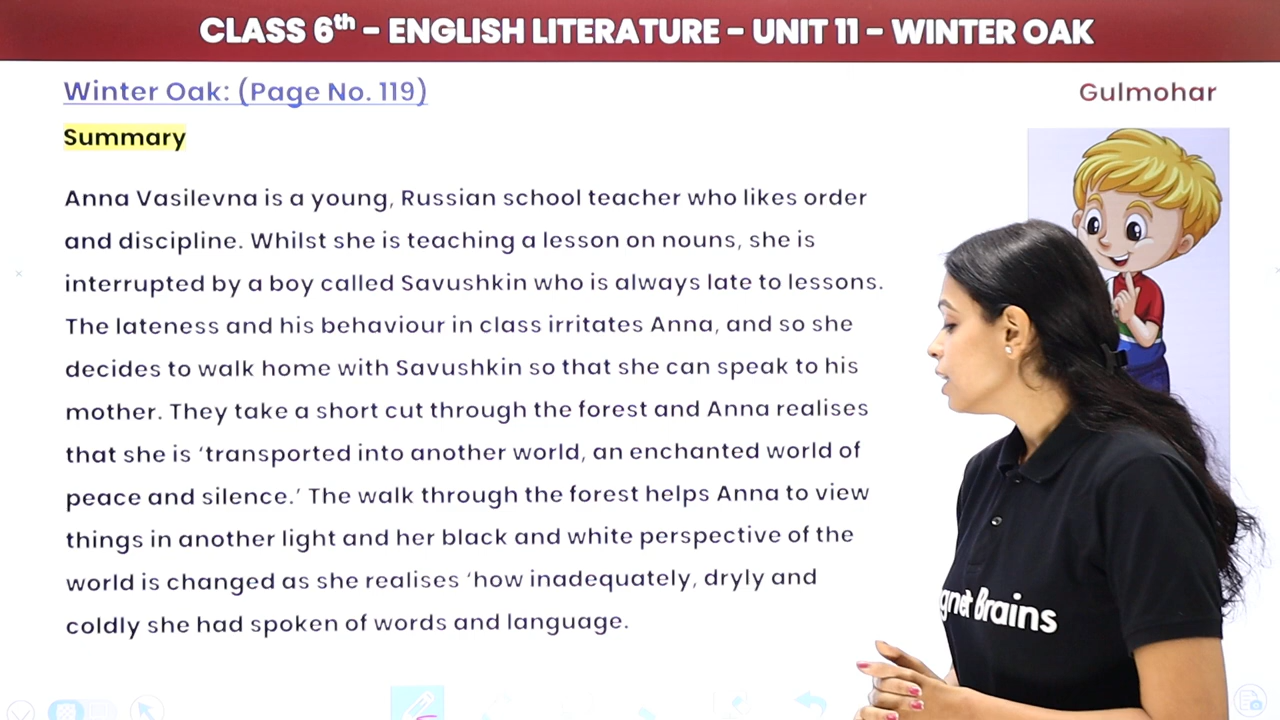 CLASS 6th - ENGLISH LITERATURE - UNIT 11 - WINTER OAK
Winter Oak: (Page No. 119)
Gulmohar
Summary
Anna Vasilevna is a young, Russian school teacher who likes order
and discipline. Whilst she is teaching a lesson on nouns, she is
interrupted by a boy called Savushkin who is always late to lessons.
The lateness and his behaviour in class irritates Anna, and so she
decides to walk home with Savushkin so that she can speak to his
mother. They take a short cut through the forest and Anna realises
that she is ‘transported into another world, an enchanted world of
peace and silence.’ The walk through the forest helps Anna to view
things in another light and her black and white perspective of the
world is changed as she realises ‘how inadequately, dryly and
coldly she had spoken of words and language.
Brains